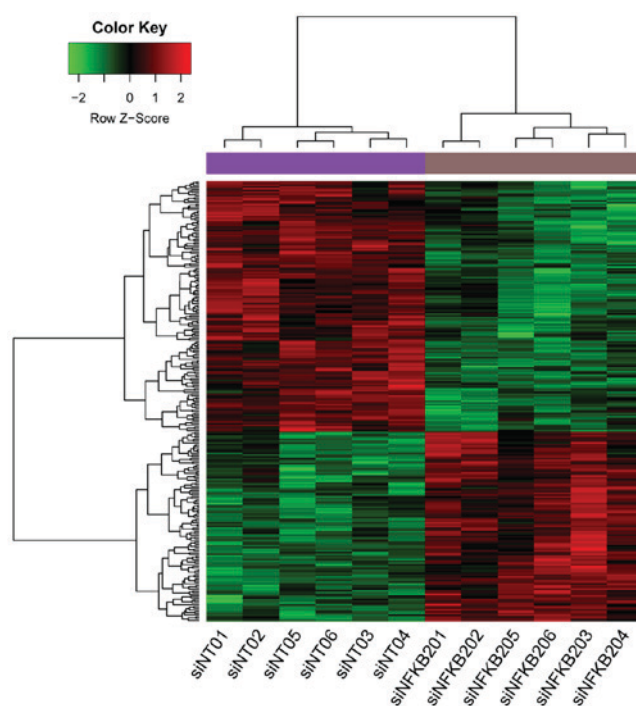 Color Key
−2 0 1 2
Row Z−Score
siNT01
siNT02
siNT05
siNT06
siNT03
siNT04
siNFKB201
siNFKB202
siNFKB205
siNFKB206
siNFKB203
siNFKB204